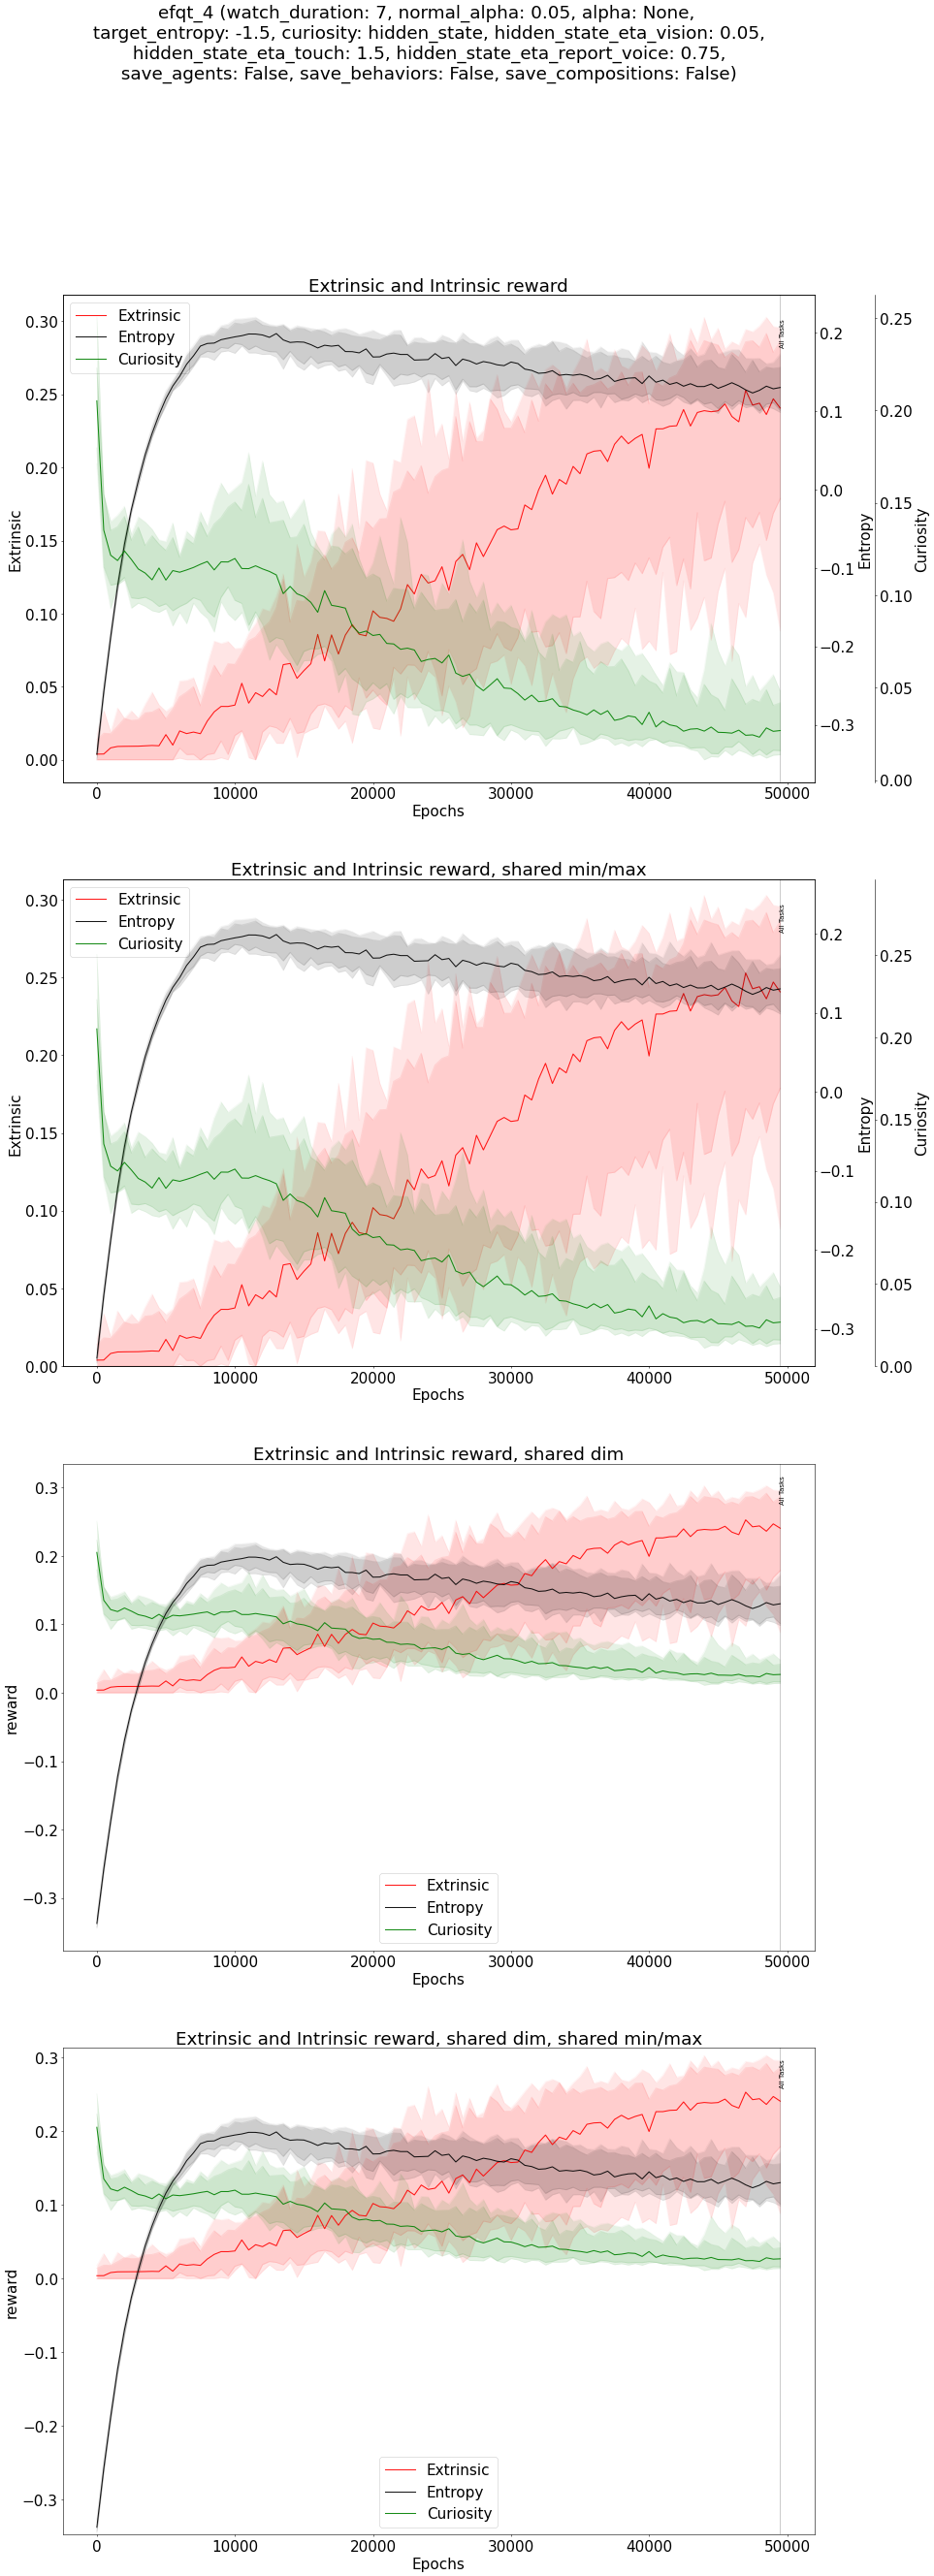 efqt_4 (watch_duration: 7, normal_alpha: 0.05, alpha: None,
target_entropy: -1.5, curiosity: hidden_state, hidden_state_eta_vision: 0.05,
hidden_state_eta_touch: 1.5, hidden_state_eta_report_voice: 0.75,
save_agents: False, save_behaviors: False, save_compositions: False)
Extrinsic and Intrinsic reward
Extrinsic
Entropy
Curiosity
All Tasks
0.30
0.25
0.20
0.15
0.10
0.05
0.00
Extrinsic
0.2
0.1
0.0
−0.1
−0.2
−0.3
Entropy
0.25
0.20
0.15
0.10
0.05
0.00
Curiosity
0 10000 20000 30000 40000 50000
Epochs
Extrinsic and Intrinsic reward, shared min/max
Extrinsic
Entropy
Curiosity
All Tasks
0.30
0.25
0.20
0.15
0.10
0.05
0.00
Extrinsic
0.2
0.1
0.0
−0.1
−0.2
−0.3
Entropy
0.25
0.20
0.15
0.10
0.05
0.00
Curiosity
0 10000 20000 30000 40000 50000
Epochs
Extrinsic and Intrinsic reward, shared dim
All Tasks
0.3
0.2
0.1
0.0
−0.1
−0.2
−0.3
reward
Extrinsic
Entropy
Curiosity
0 10000 20000 30000 40000 50000
Epochs
Extrinsic and Intrinsic reward, shared dim, shared min/max
All Tasks
0.3
0.2
0.1
0.0
−0.1
−0.2
−0.3
reward
Extrinsic
Entropy
Curiosity
0 10000 20000 30000 40000 50000
Epochs